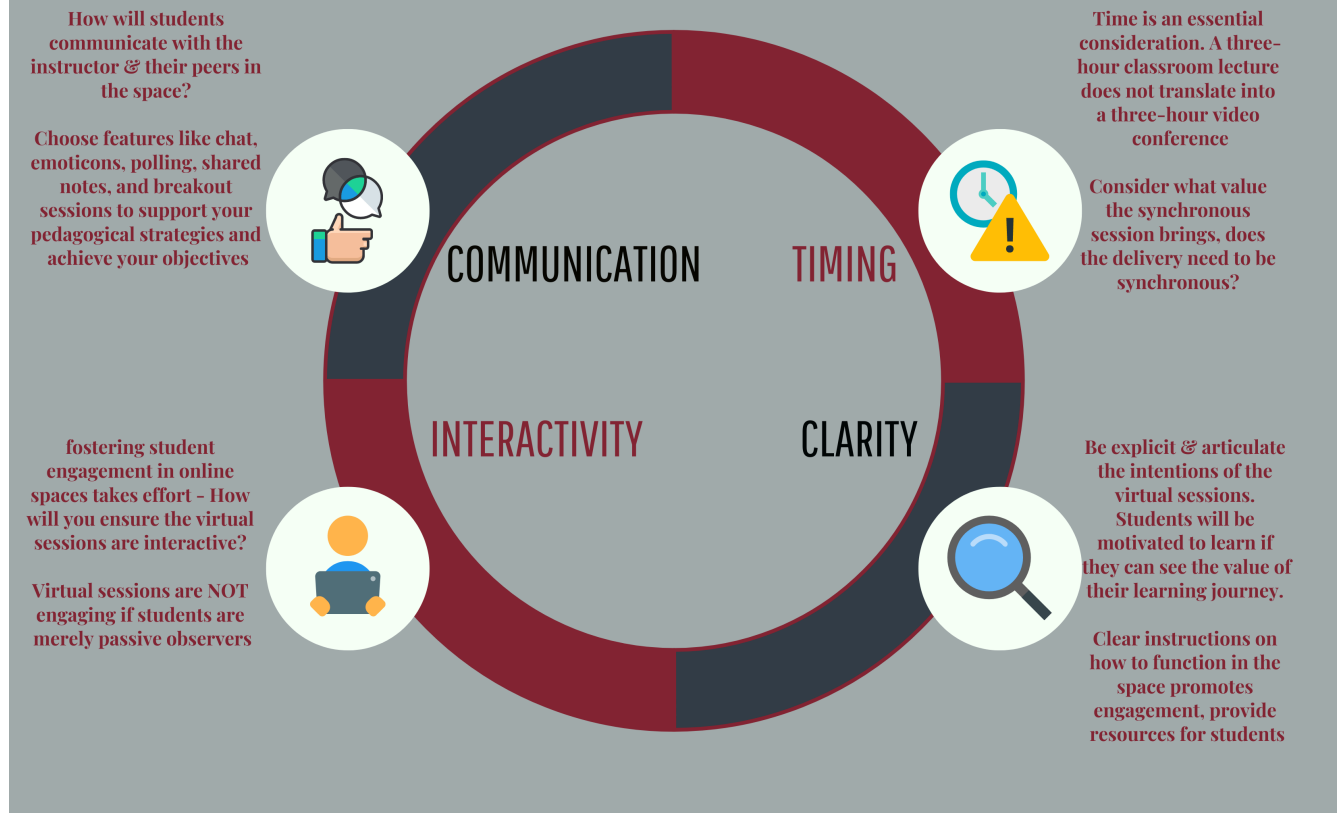 How will students
communicate with the
instructor & their peers in
the space?
Choose features like chat,
emoticons, polling, shared
notes, and breakout
sessions to support your
pedagogical strategies and
achieve your objectives
COMMUNICATION
TIMING
Time is an essential
consideration. A three-
hour classroom lecture
does not translate into
a three-hour video
conference
Consider what value
the synchronous
session brings, does
the delivery need to be
synchronous?
!
INTERACTIVITY
CLARITY
fostering student
engagement in online
spaces takes effort - How
will you ensure the virtual
sessions are interactive?
Virtual sessions are NOT
engaging if students are
merely passive observers
Be explicit & articulate
the intentions of the
virtual sessions.
Students will be
motivated to learn if
they can see the value of
their learning journey.
Clear instructions on
how to function in the
space promotes
engagement, provide
resources for students